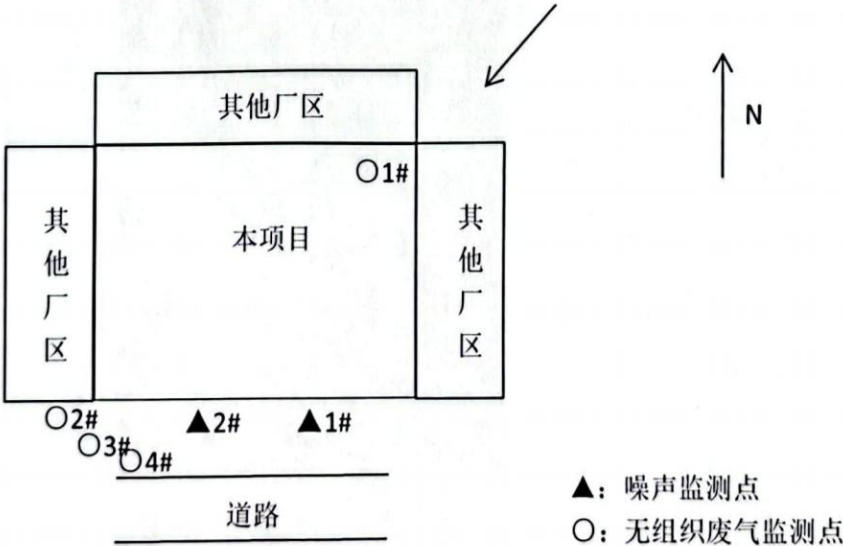 其他厂区
N
○1#
其他厂区
本项目
其他厂区
○2#
▲2#
▲1#
○3#
○4#
道路
▲：噪声监测点
○：无组织废气监测点